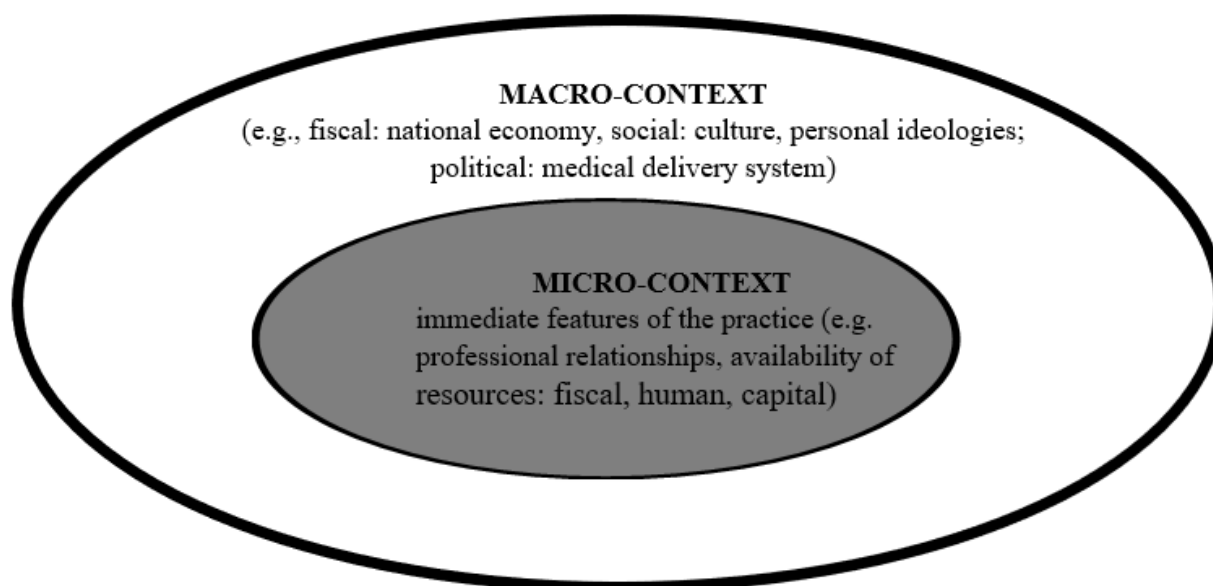 MACRO-CONTEXT
(e.g., fiscal: national economy, social: culture, personal ideologies;
political: medical delivery system)
MICRO-CONTEXT
immediate features of the practice (e.g.
professional relationships, availability of
resources: fiscal, human, capital)